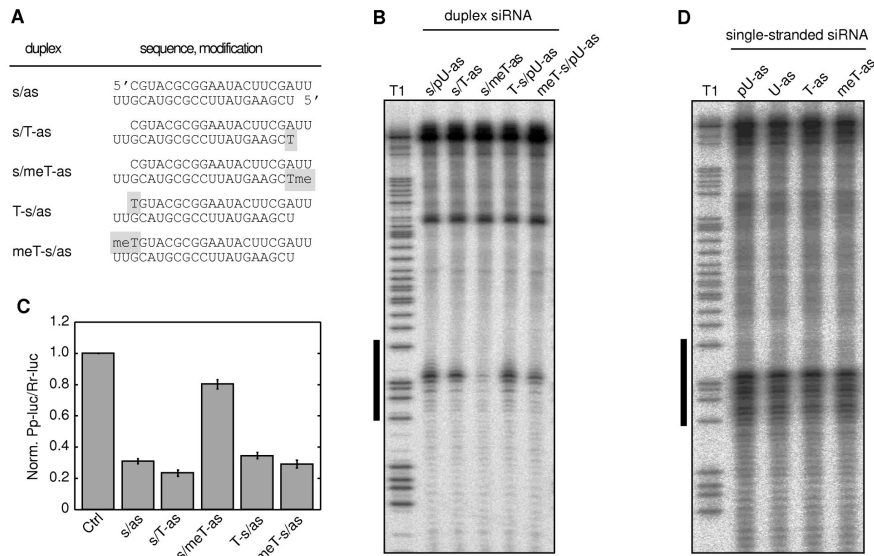 A
duplex sequence, modification
s/as 5'CGUACGCGGAAUACUUCGAUU
UUGCAUGCGCCUUAUGAAGCU 5'
s/T-as CGUACGCGGAAUACUUCGAUU
UUGCAUGCGCCUUAUGAAGCT
s/meT-as CGUACGCGGAAUACUUCGAUU
UUGCAUGCGCCUUAUGAAGCTme
T-s/as TGUACGCGGAAUACUUCGAUU
UUGCAUGCGCCUUAUGAAGCU
meT-s/as meTGUACGCGGAAUACUUCGAUU
UUGCAUGCGCCUUAUGAAGCU
C
Norm. Pp-luc/Rr-luc
1.2
1.0
0.8
0.6
0.4
0.2
0
Ctrl s/as s/T-as s/meT-as T-s/as meT-s/as
B
duplex siRNA
T1 s/pU-as s/T-as s/meT-as T-s/pU-as meT-s/pU-as
D
single-stranded siRNA
T1 pU-as U-as T-as meT-as